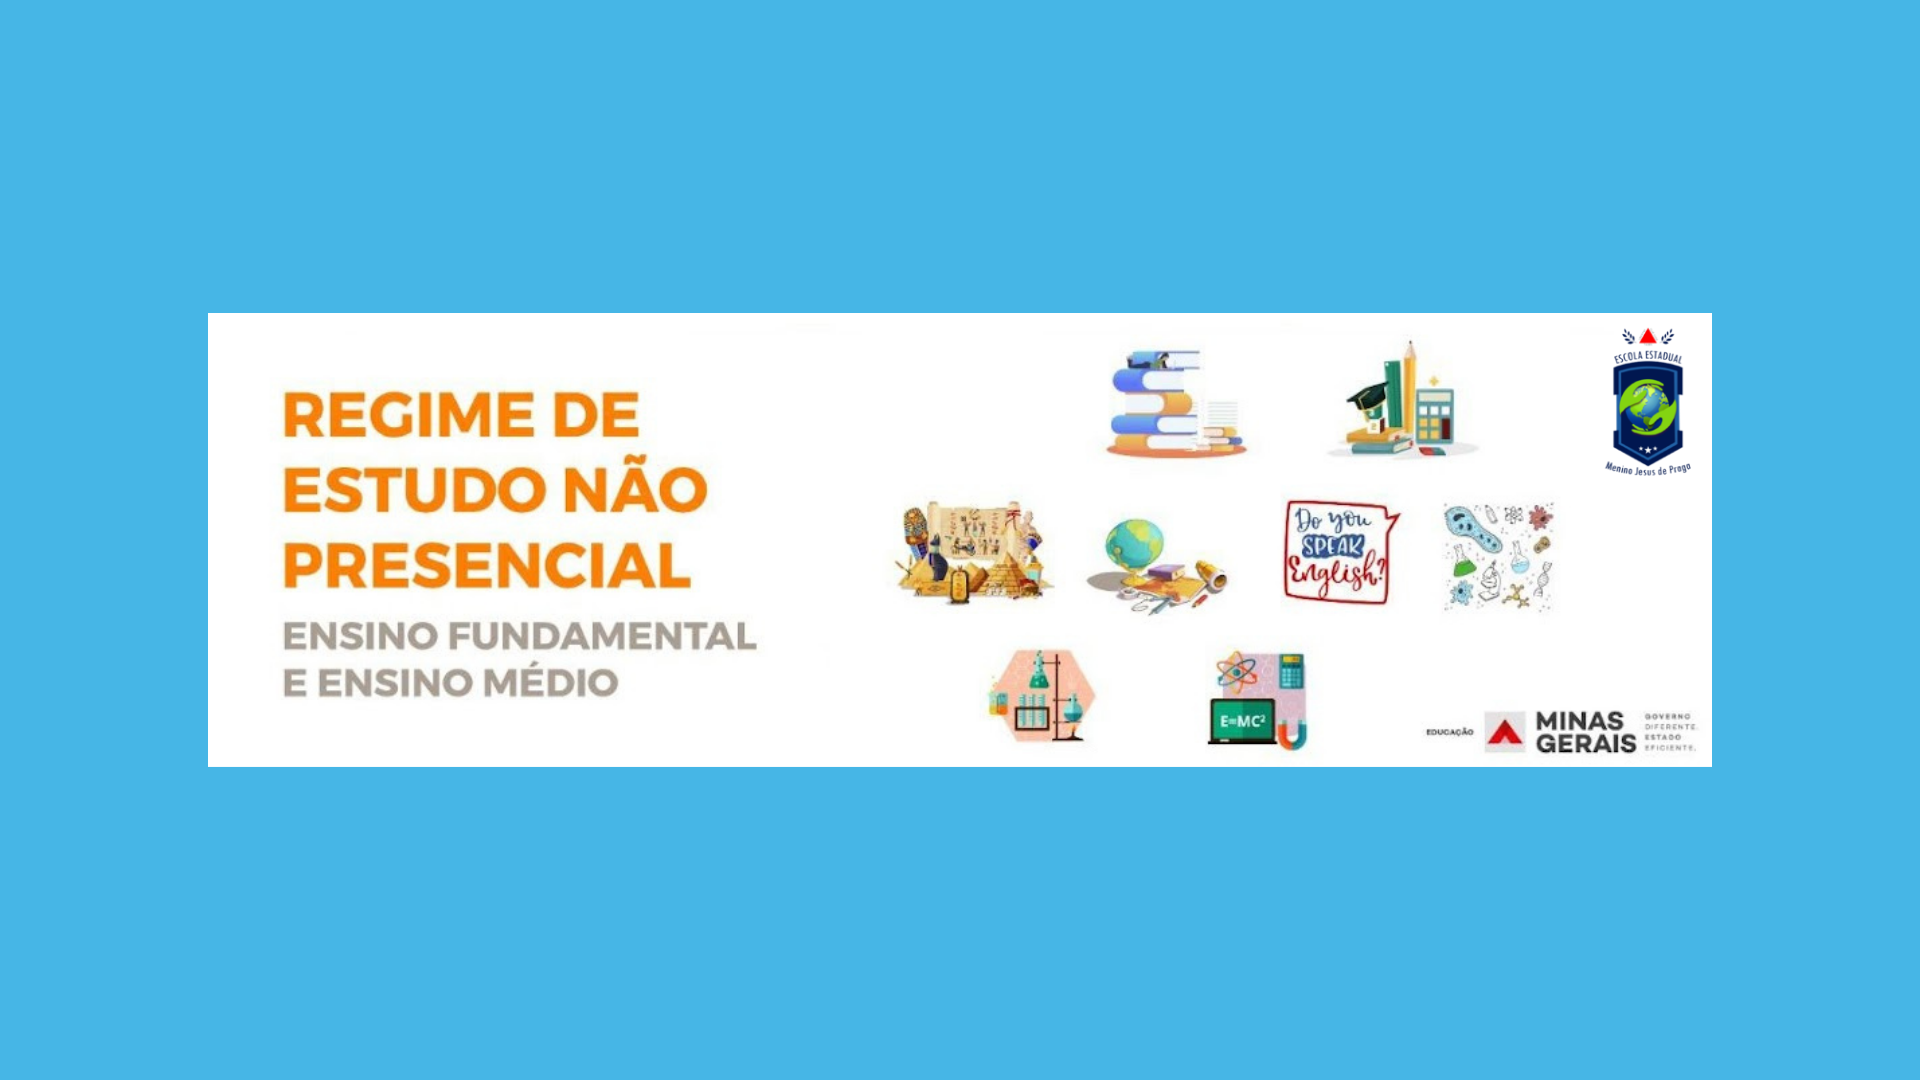 REGIME DE
ESTUDO NÃO
PRESENCIAL
ENSINO FUNDAMENTAL
E ENSINO MÉDIO
ESCOLA ESTADUAL
Menino Jesus de Praga
Do you
SPEAK
English?
E=MC²
EDUCAÇÃO
MINAS
GERAIS
GOVERNO
DIFERENTE.
ESTADO
EFICIENTE.